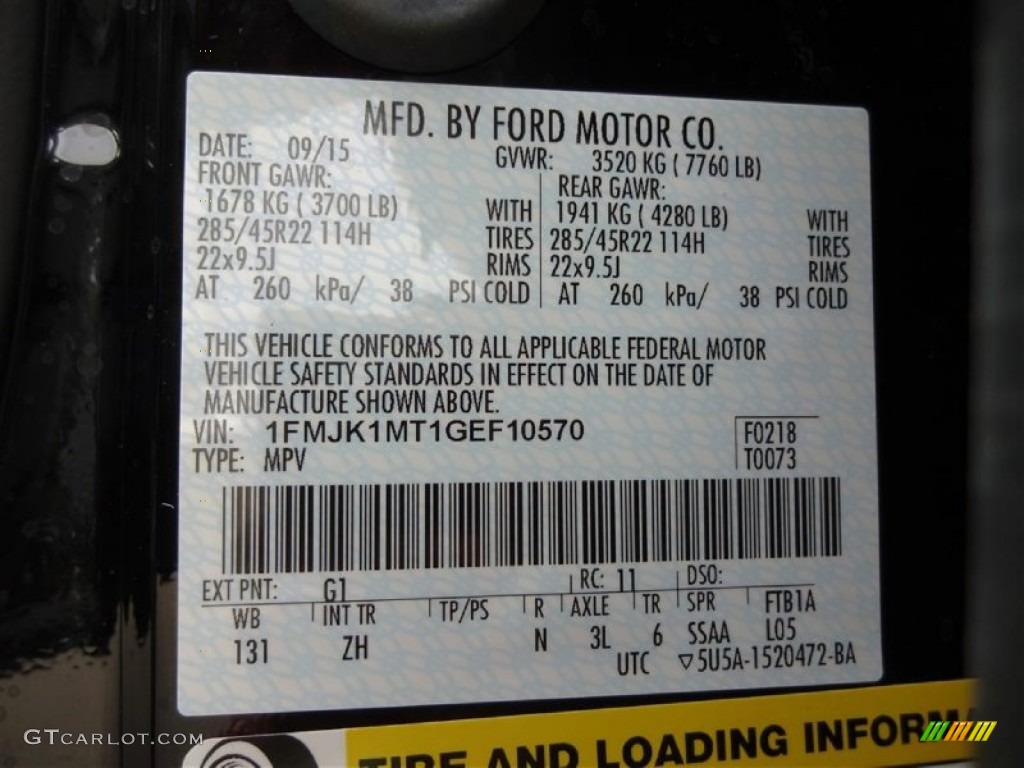 MFD. BY FORD MOTOR CO.
DATE: 09/15 GVWR: 3520 KG ( 7760 LB)
FRONT GAWR: REAR GAWR:
1678 KG ( 3700 LB) WITH 1941 KG ( 4280 LB) WITH
285/45R22 114H TIRES 285/45R22 114H TIRES
22x9.5J RIMS 22x9.5J RIMS
AT 260 kPa/ 38 PSI COLD AT 260 kPa/ 38 PSI COLD
THIS VEHICLE CONFORMS TO ALL APPLICABLE FEDERAL MOTOR
VEHICLE SAFETY STANDARDS IN EFFECT ON THE DATE OF
MANUFACTURE SHOWN ABOVE.
VIN: 1FMJK1MT1GEF10570 F0218
TYPE: MPV T0073
EXT PNT: G1 RC: 11 DSO:
WB INT TR TP/PS R AXLE TR SPR FTB1A
131 ZH N 3L 6 SSAA L05
UTC ▽5U5A-1520472-BA
TIRE AND LOADING INFORMA
GTCARLOT.COM